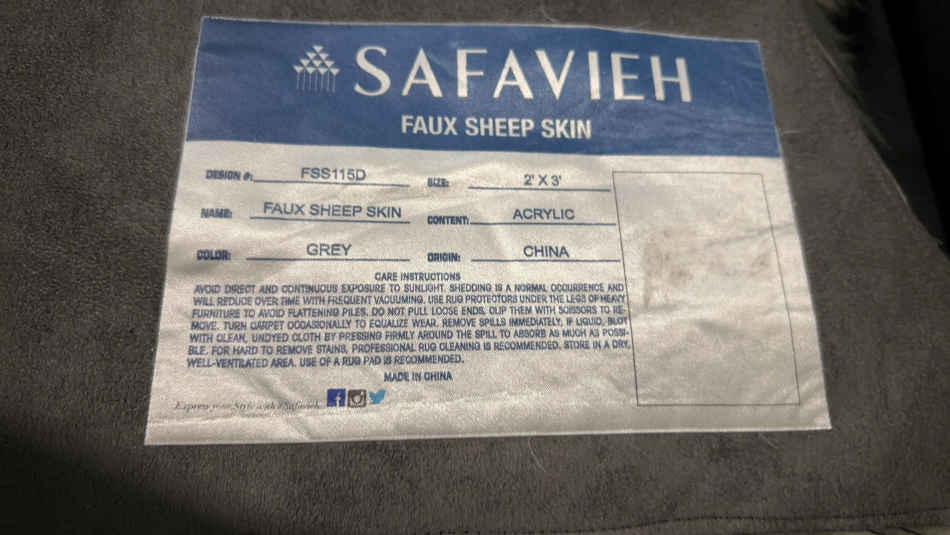 SAFAVIEH
FAUX SHEEP SKIN
DESIGN #: FSS115D SIZE: 2' X 3'
NAME: FAUX SHEEP SKIN CONTENT: ACRYLIC
COLOR: GREY ORIGIN: CHINA
CARE INSTRUCTIONS
AVOID DIRECT AND CONTINUOUS EXPOSURE TO SUNLIGHT. SHEDDING IS A NORMAL OCCURRENCE AND
WILL REDUCE OVER TIME WITH FREQUENT VACUUMING. USE RUG PROTECTORS UNDER THE LEGS OF HEAVY
FURNITURE TO AVOID FLATTENING PILES. DO NOT PULL LOOSE ENDS, CLIP THEM WITH SCISSORS TO RE-
MOVE. TURN CARPET OCCASIONALLY TO EQUALIZE WEAR. REMOVE SPILLS IMMEDIATELY, IF LIQUID, BLOT
WITH CLEAN, UNDYED CLOTH BY PRESSING FIRMLY AROUND THE SPILL TO ABSORB AS MUCH AS POSSI-
BLE. FOR HARD TO REMOVE STAINS, PROFESSIONAL RUG CLEANING IS RECOMMENDED. STORE IN A DRY,
WELL-VENTILATED AREA. USE OF A RUG PAD IS RECOMMENDED.
MADE IN CHINA
Express your Style with a Safavieh